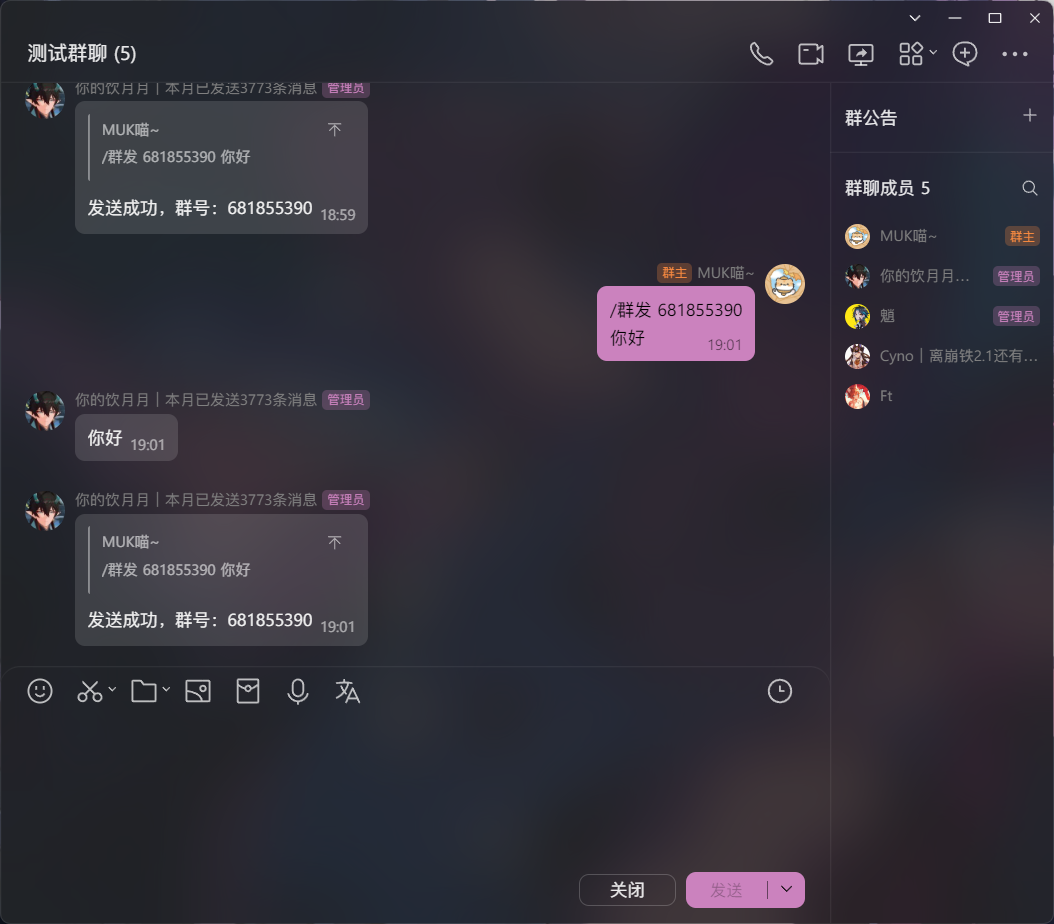 测试群聊 (5)
你的饮月月｜本月已发送3773条消息 管理员
MUK喵~
/群发 681855390 你好
发送成功，群号：681855390 18:59
群主 MUK喵~
/群发 681855390
你好 19:01
你的饮月月｜本月已发送3773条消息 管理员
你好 19:01
你的饮月月｜本月已发送3773条消息 管理员
MUK喵~
/群发 681855390 你好
发送成功，群号：681855390 19:01
关闭 发送
群公告
群聊成员 5
MUK喵~ 群主
你的饮月月... 管理员
魈 管理员
Cyno｜离崩铁2.1还有...
Ft